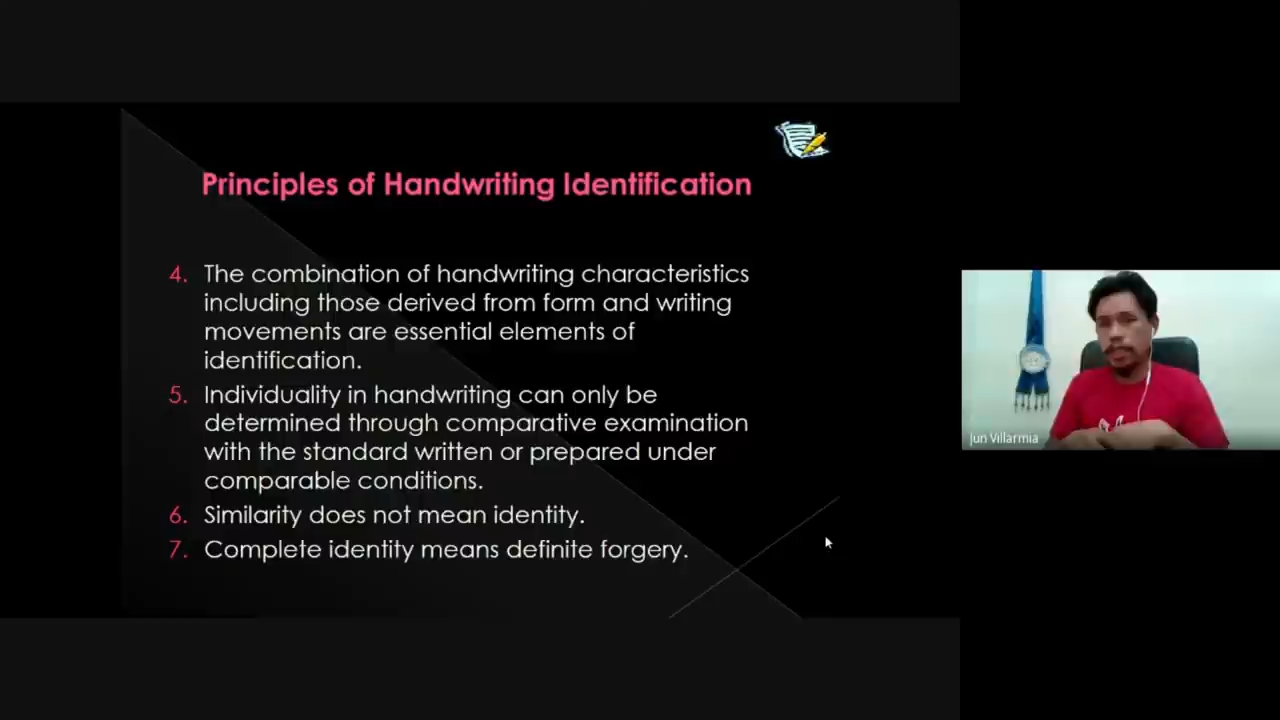 Principles of Handwriting Identification
4. The combination of handwriting characteristics
including those derived from form and writing
movements are essential elements of
identification.
5. Individuality in handwriting can only be
determined through comparative examination
with the standard written or prepared under
comparable conditions.
6. Similarity does not mean identity.
7. Complete identity means definite forgery.
Jun Villarmia